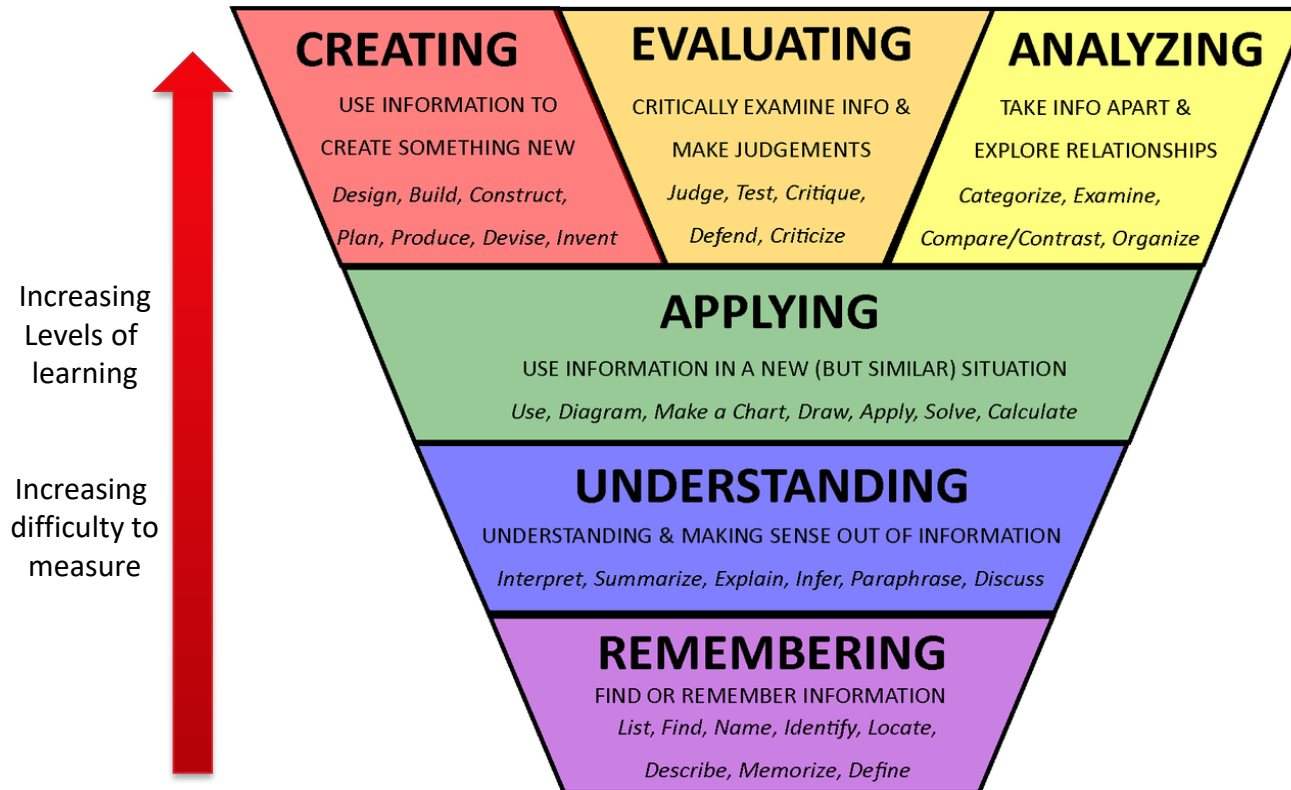 CREATING
USE INFORMATION TO
CREATE SOMETHING NEW
Design, Build, Construct,
Plan, Produce, Devise, Invent
EVALUATING
CRITICALLY EXAMINE INFO &
MAKE JUDGEMENTS
Judge, Test, Critique,
Defend, Criticize
ANALYZING
TAKE INFO APART &
EXPLORE RELATIONSHIPS
Categorize, Examine,
Compare/Contrast, Organize
Increasing
Levels of
learning
APPLYING
USE INFORMATION IN A NEW (BUT SIMILAR) SITUATION
Use, Diagram, Make a Chart, Draw, Apply, Solve, Calculate
Increasing
difficulty to
measure
UNDERSTANDING
UNDERSTANDING & MAKING SENSE OUT OF INFORMATION
Interpret, Summarize, Explain, Infer, Paraphrase, Discuss
REMEMBERING
FIND OR REMEMBER INFORMATION
List, Find, Name, Identify, Locate,
Describe, Memorize, Define